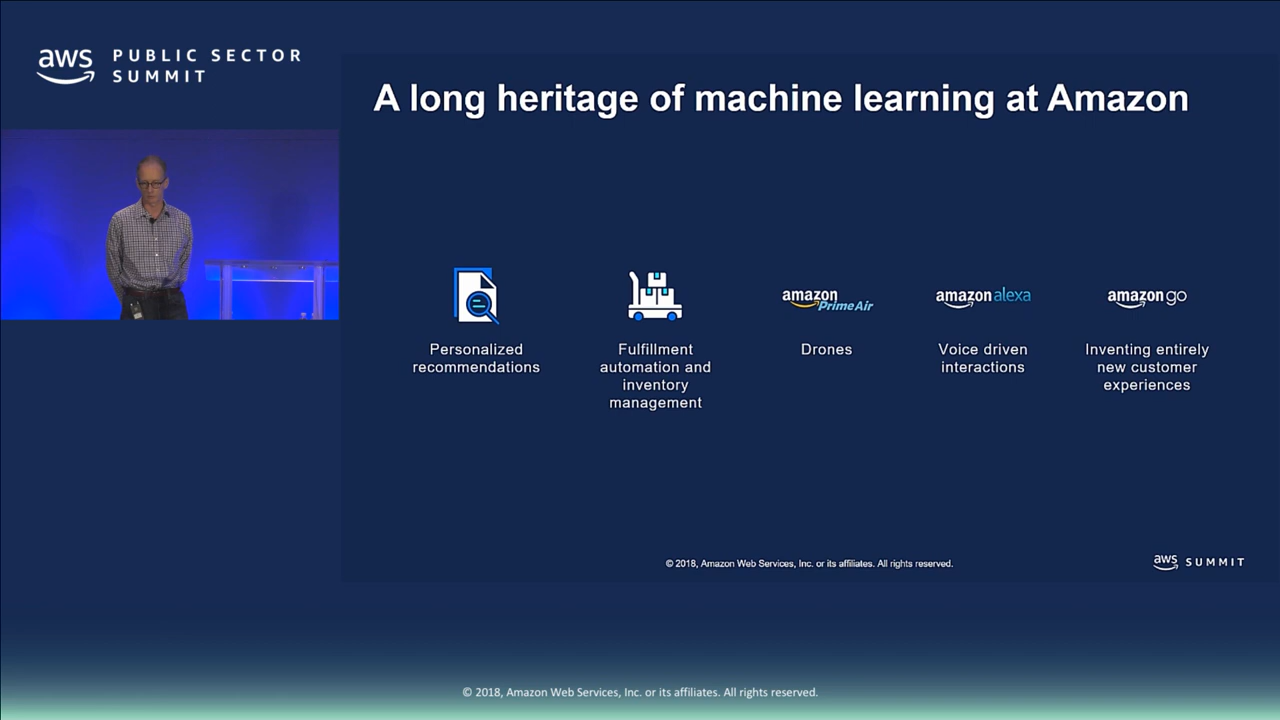 aws PUBLIC SECTOR
SUMMIT
A long heritage of machine learning at Amazon
Personalized
recommendations
Fulfillment
automation and
inventory
management
amazon
PrimeAir
Drones
amazon alexa
Voice driven
interactions
amazon go
Inventing entirely
new customer
experiences
© 2018, Amazon Web Services, Inc. or its affiliates. All rights reserved.
aws SUMMIT
© 2018, Amazon Web Services, Inc. or its affiliates. All rights reserved.